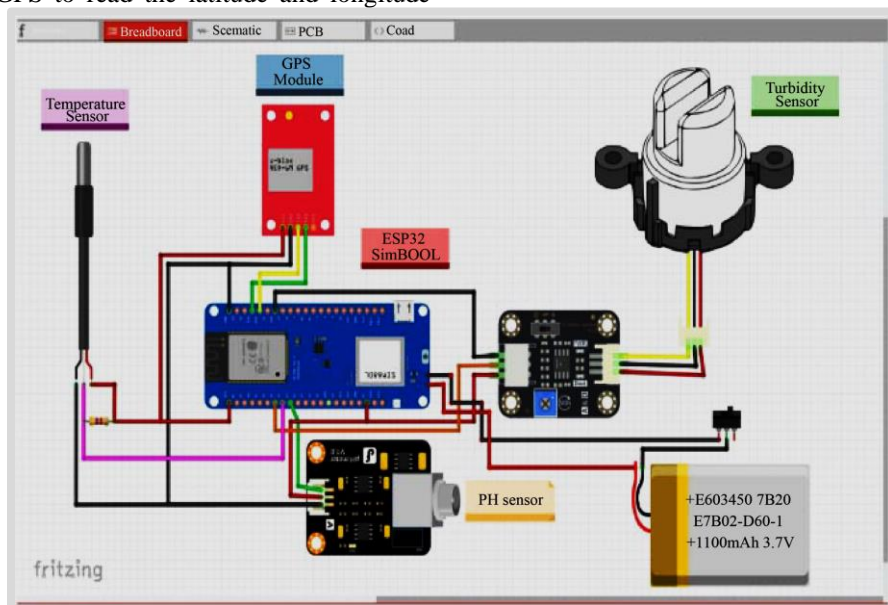 GPS to read the latitude and longitude
f
Breadboard
Scematic
PCB
Coad
GPS
Module
Temperature
Sensor
Turbidity
Sensor
ESP32
SimBOOL
PH sensor
+E603450 7B20
E7B02-D60-1
+1100mAh 3.7V
fritzing